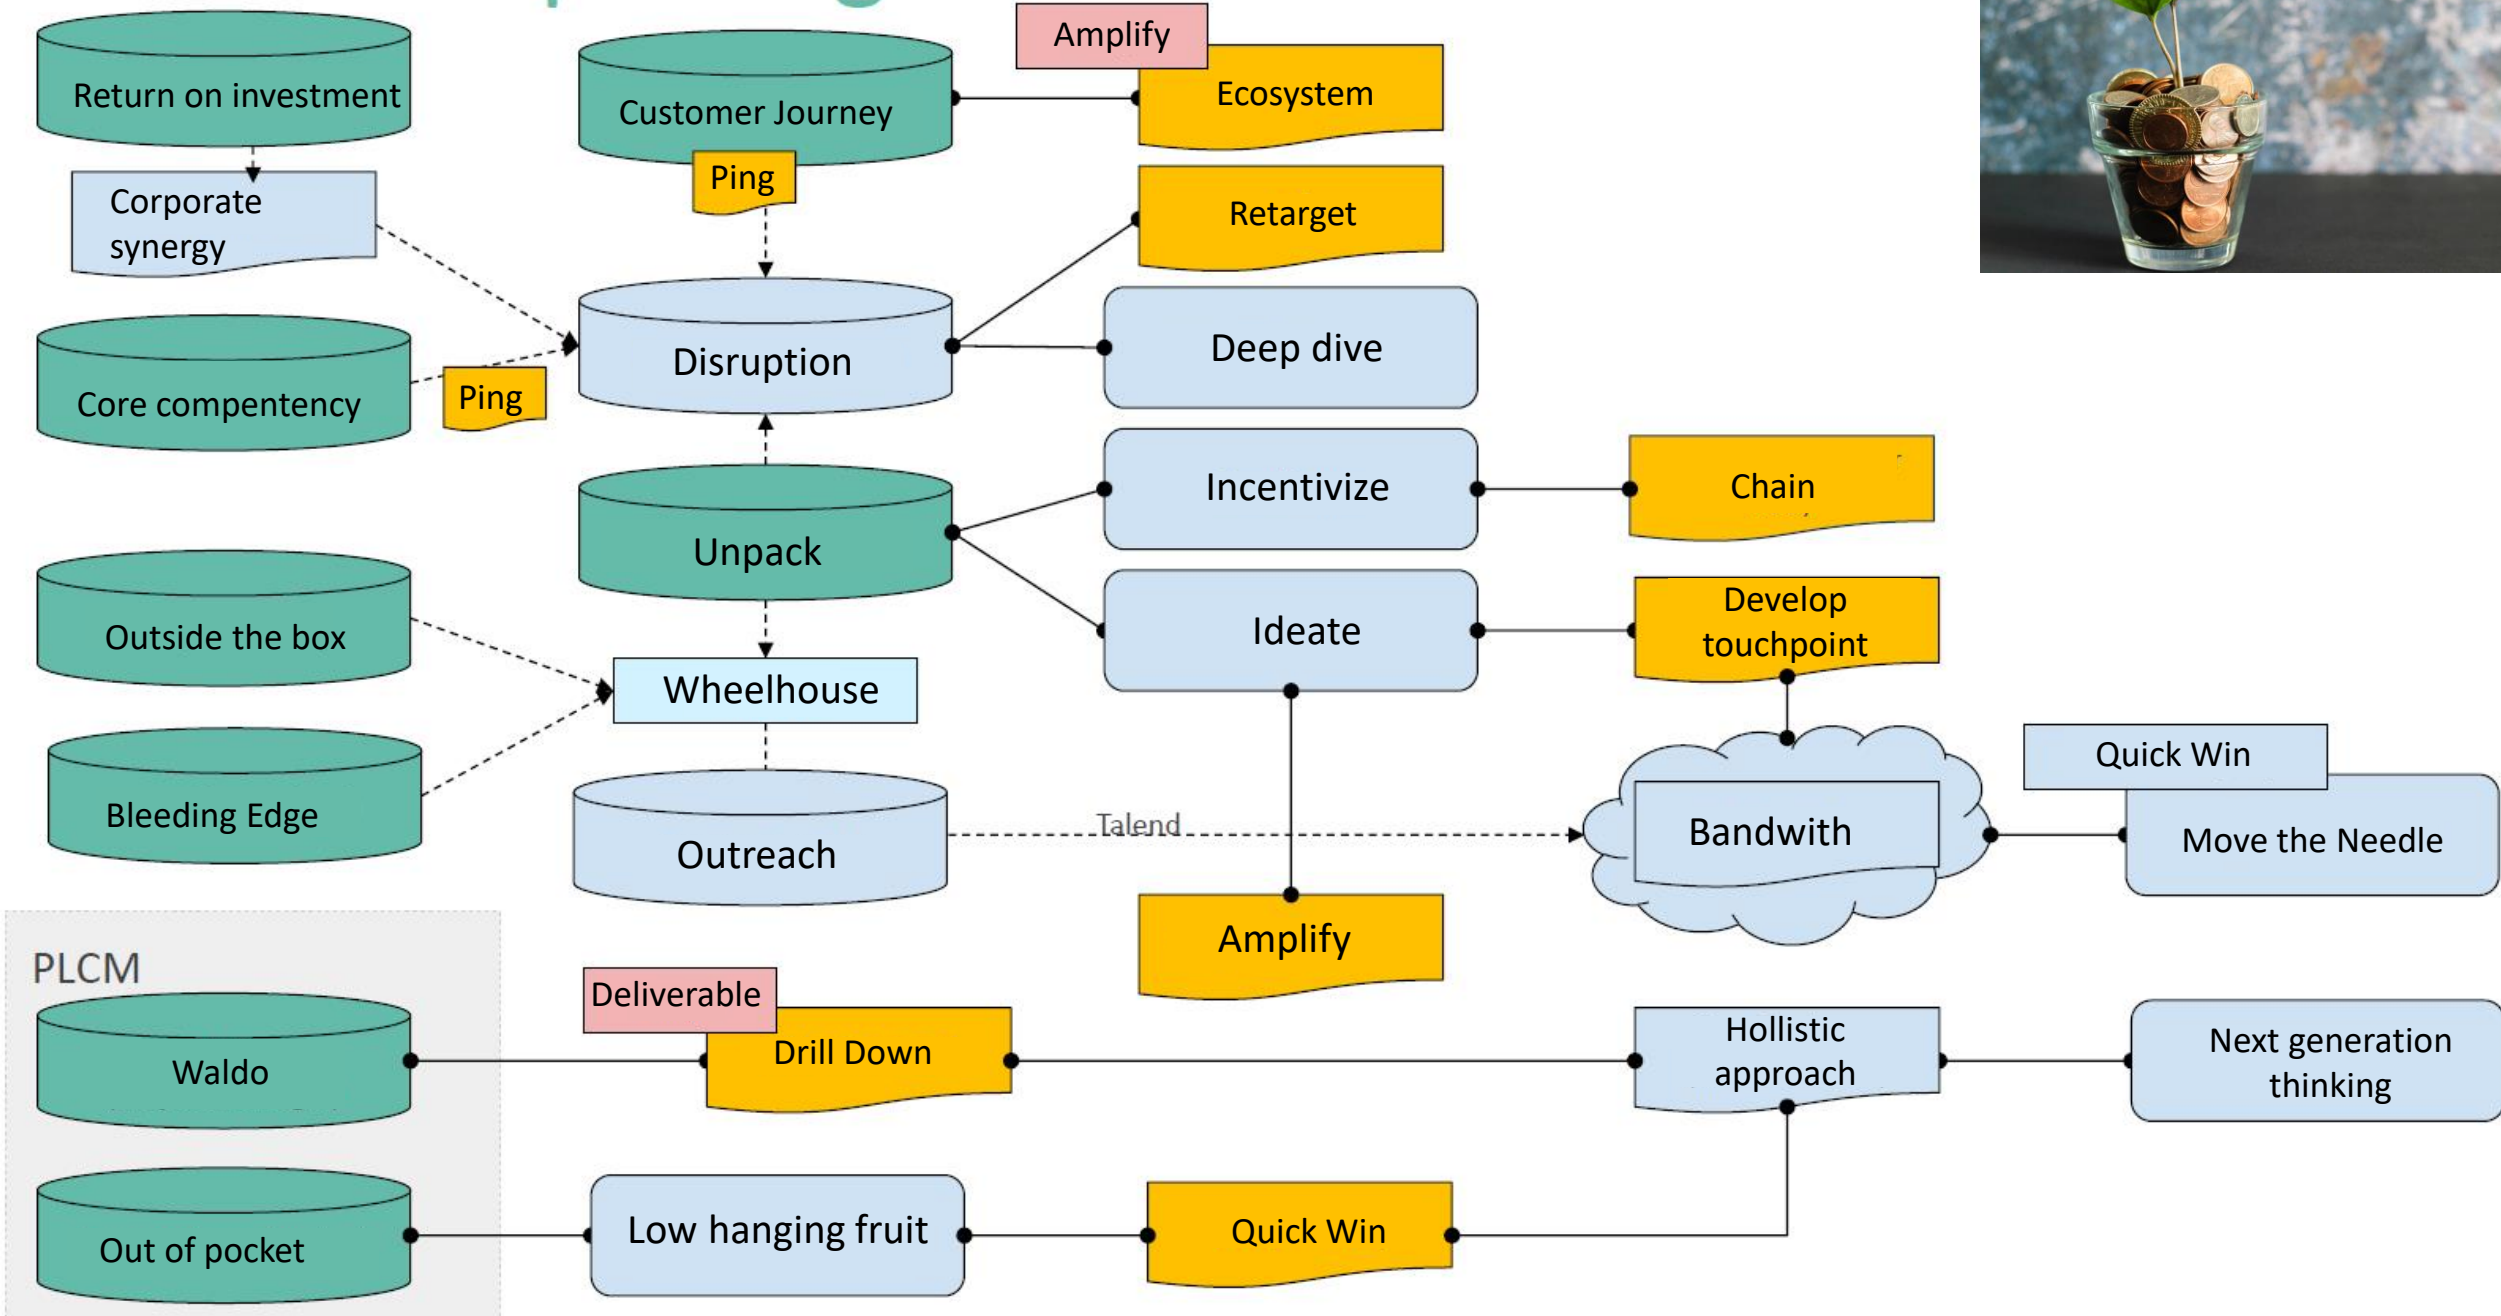 Return on investment
Customer Journey
Amplify
Ecosystem
Ping
Corporate
synergy
Retarget
Disruption
Deep dive
Core compentency
Ping
Incentivize
Chain
Unpack
Outside the box
Ideate
Develop
touchpoint
Wheelhouse
Quick Win
Bleeding Edge
Outreach
Talend
Bandwith
Move the Needle
Amplify
PLCM
Deliverable
Waldo
Drill Down
Hollistic
approach
Next generation
thinking
Out of pocket
Low hanging fruit
Quick Win